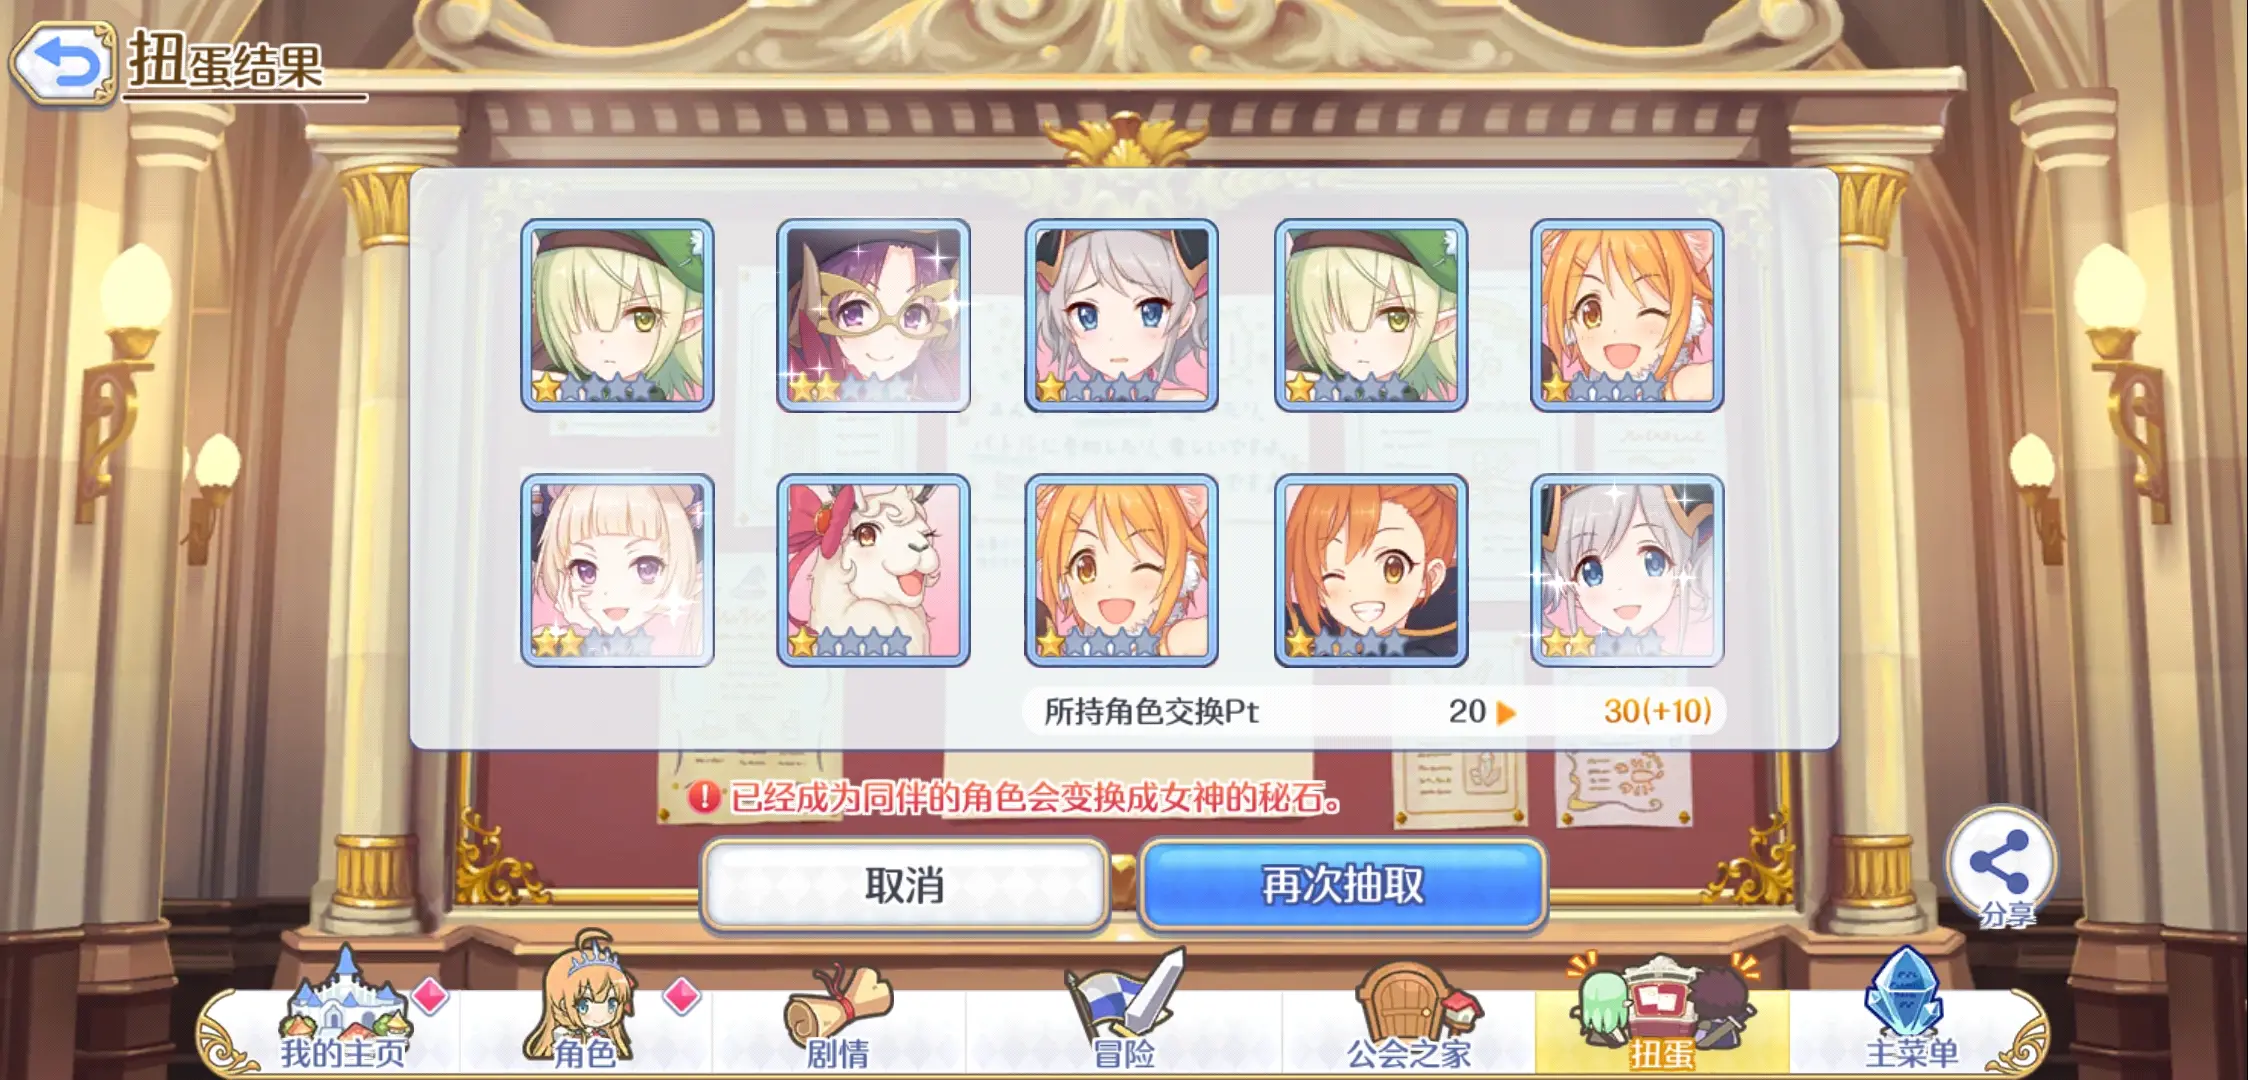 扭蛋结果
所持角色交换Pt 20 30(+10)
已经成为同伴的角色会变换成女神的秘石。
取消
再次抽取
分享
我的主页
角色
剧情
冒险
公会之家
扭蛋
主菜单